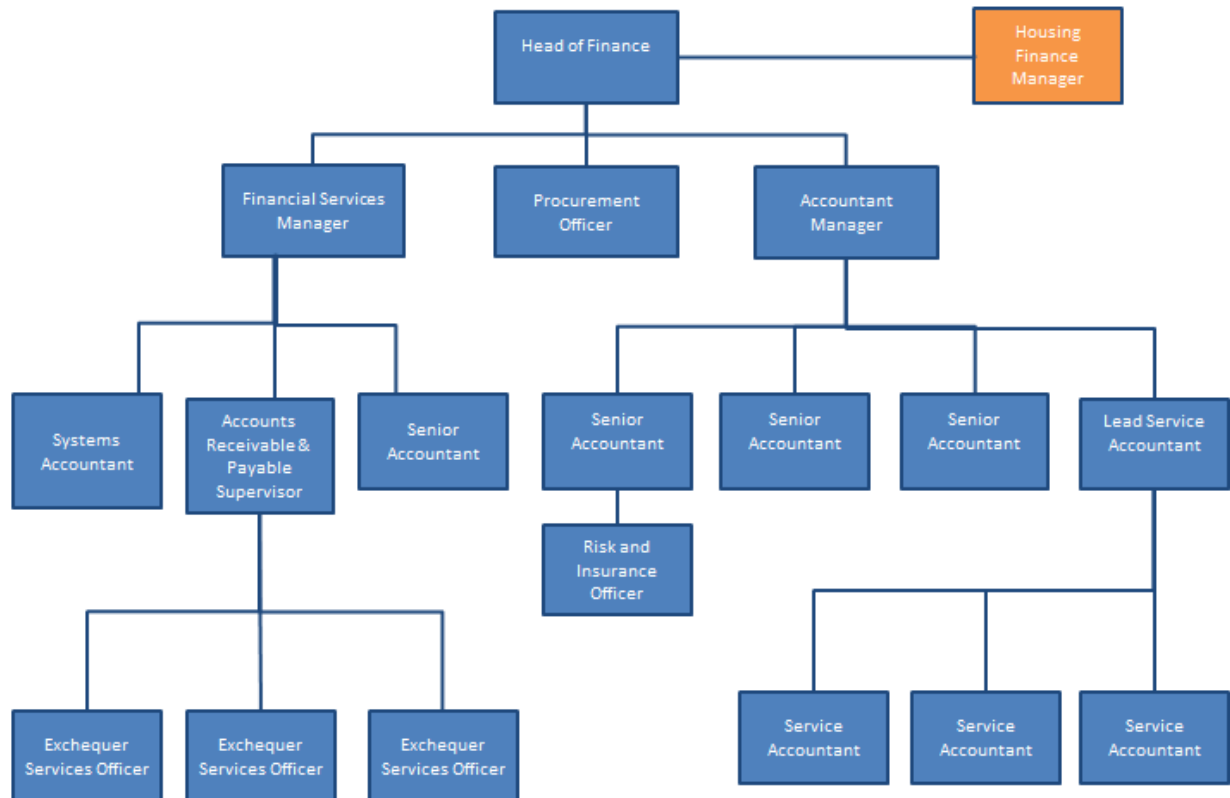 Head of Finance
Housing
Finance
Manager
Financial Services
Manager
Procurement
Officer
Accountant
Manager
Systems
Accountant
Accounts
Receivable &
Payable
Supervisor
Senior
Accountant
Senior
Accountant
Senior
Accountant
Senior
Accountant
Lead Service
Accountant
Risk and
Insurance
Officer
Exchequer
Services Officer
Exchequer
Services Officer
Exchequer
Services Officer
Service
Accountant
Service
Accountant
Service
Accountant